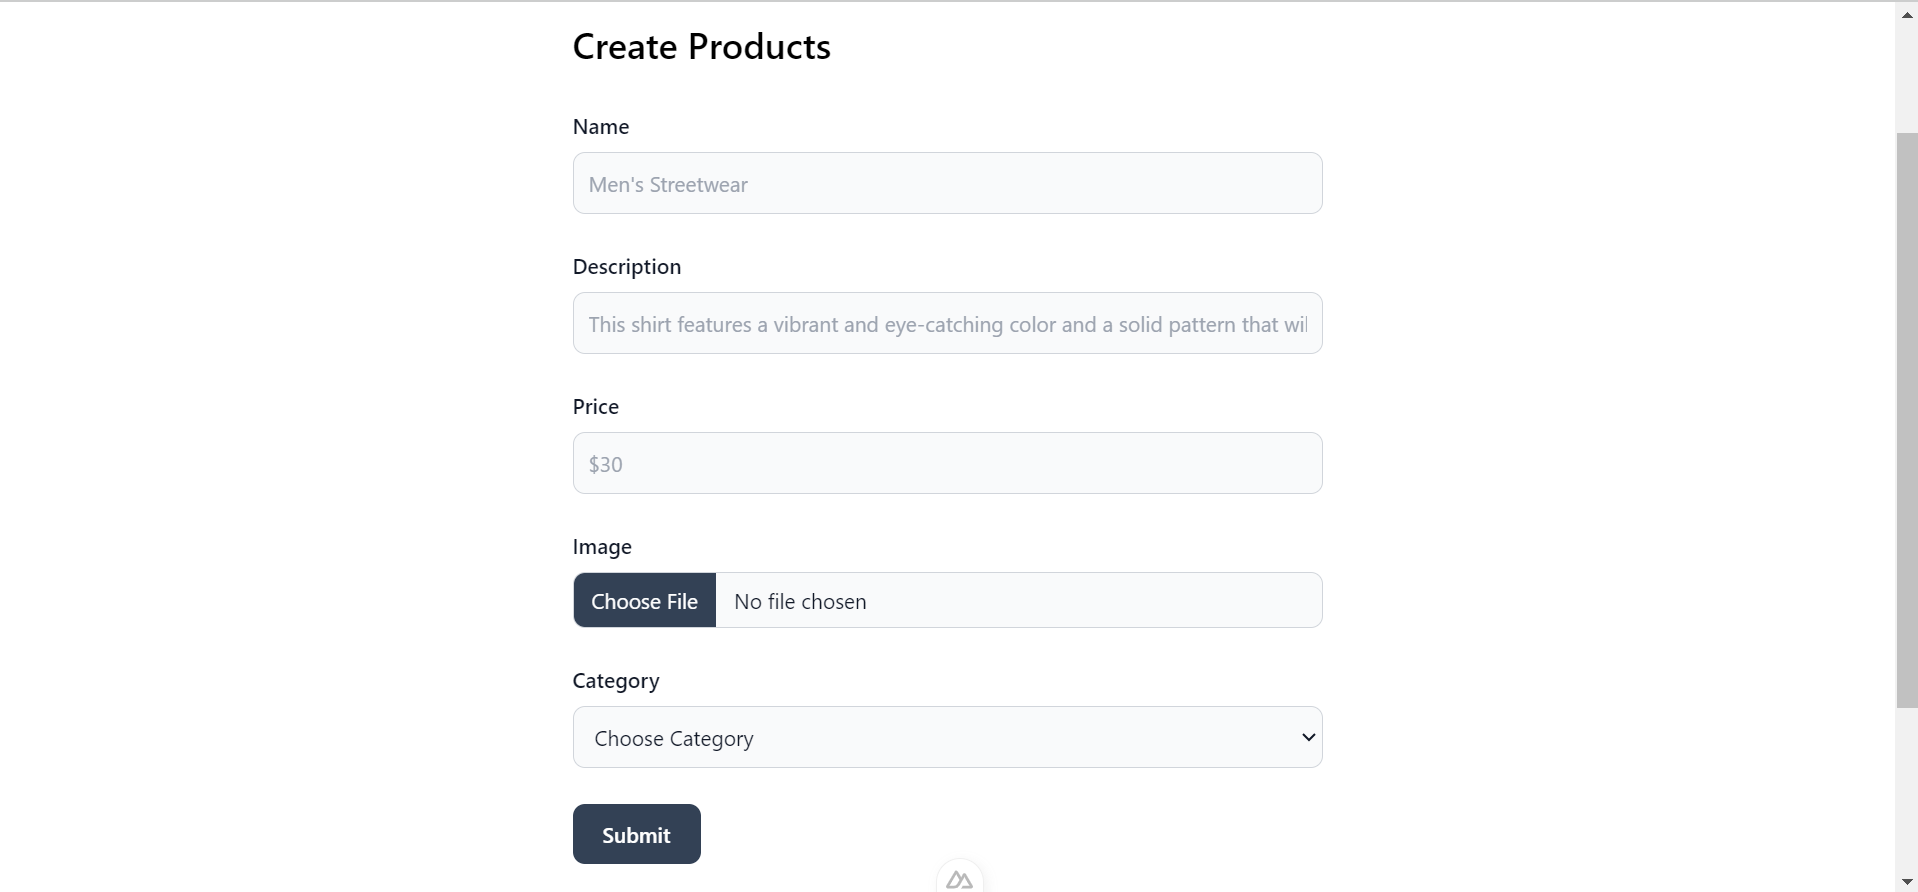 Create Products
Name
Men's Streetwear
Description
This shirt features a vibrant and eye-catching color and a solid pattern that wil
Price
$30
Image
Choose File No file chosen
Category
Choose Category
Submit